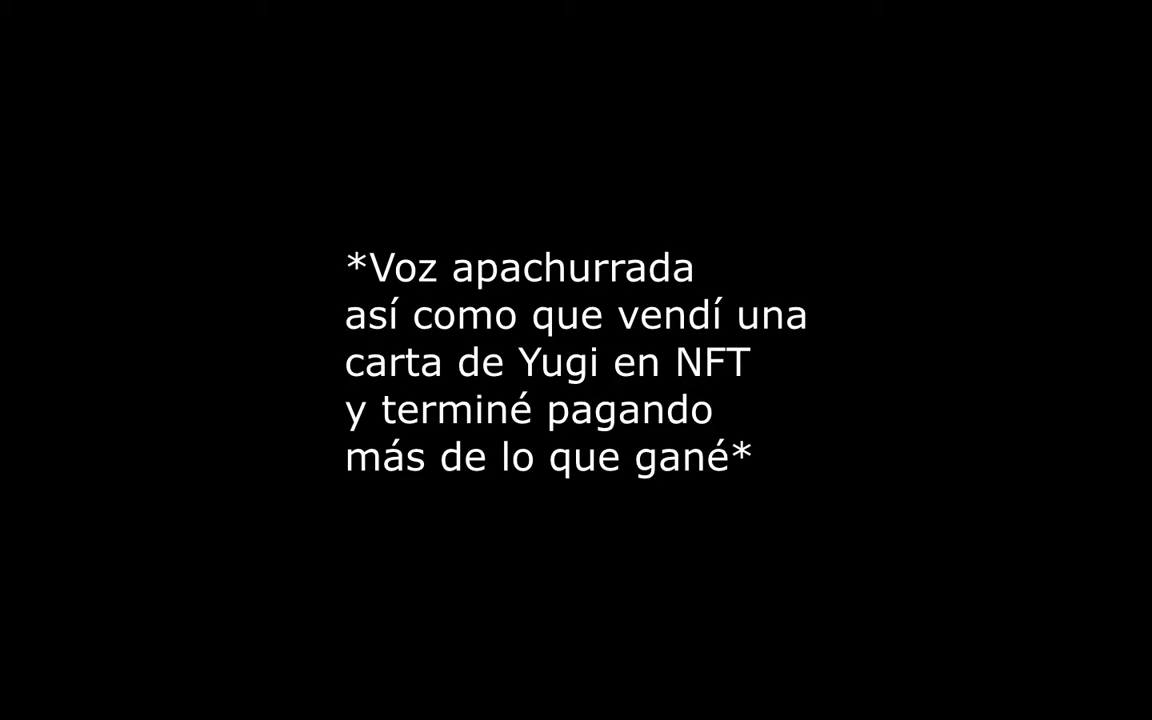 *Voz apachurrada
así como que vendí una
carta de Yugi en NFT
y terminé pagando
más de lo que gané*